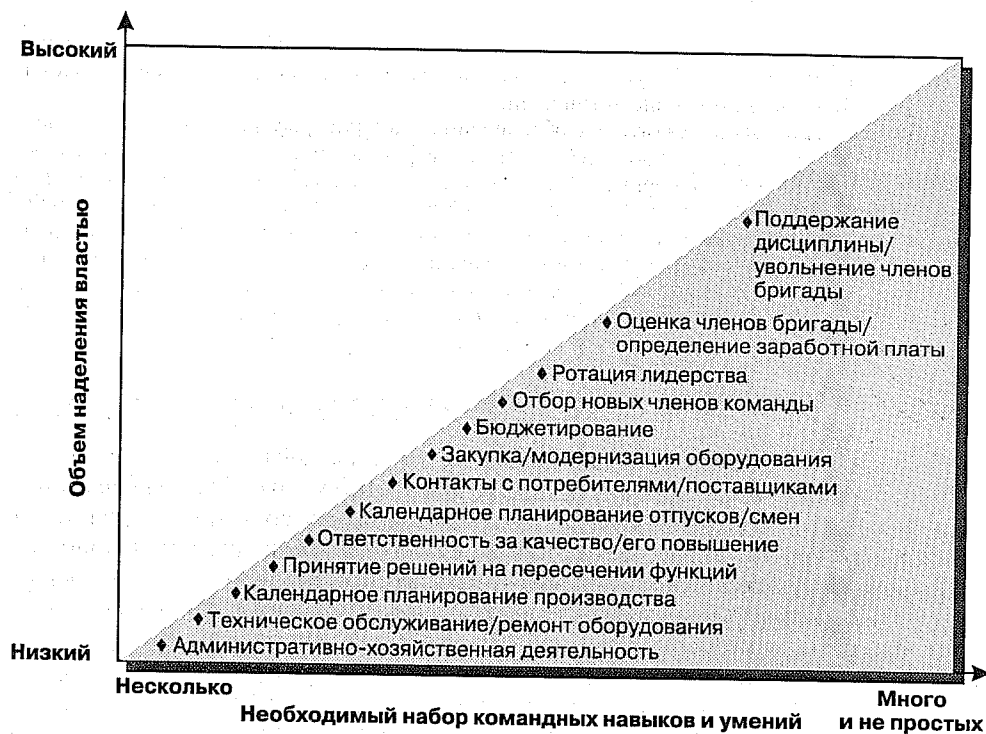 Высокий
Объем наделения властью
Поддержание
дисциплины/
увольнение членов
бригады
Оценка членов бригады/
определение заработной платы
Ротация лидерства
Отбор новых членов команды
Бюджетирование
Закупка/модернизация оборудования
Контакты с потребителями/поставщиками
Календарное планирование отпусков/смен
Ответственность за качество/его повышение
Принятие решений на пересечении функций
Календарное планирование производства
Техническое обслуживание/ремонт оборудования
Административно-хозяйственная деятельность
Низкий
Несколько
Необходимый набор командных навыков и умений
Много
и не простых